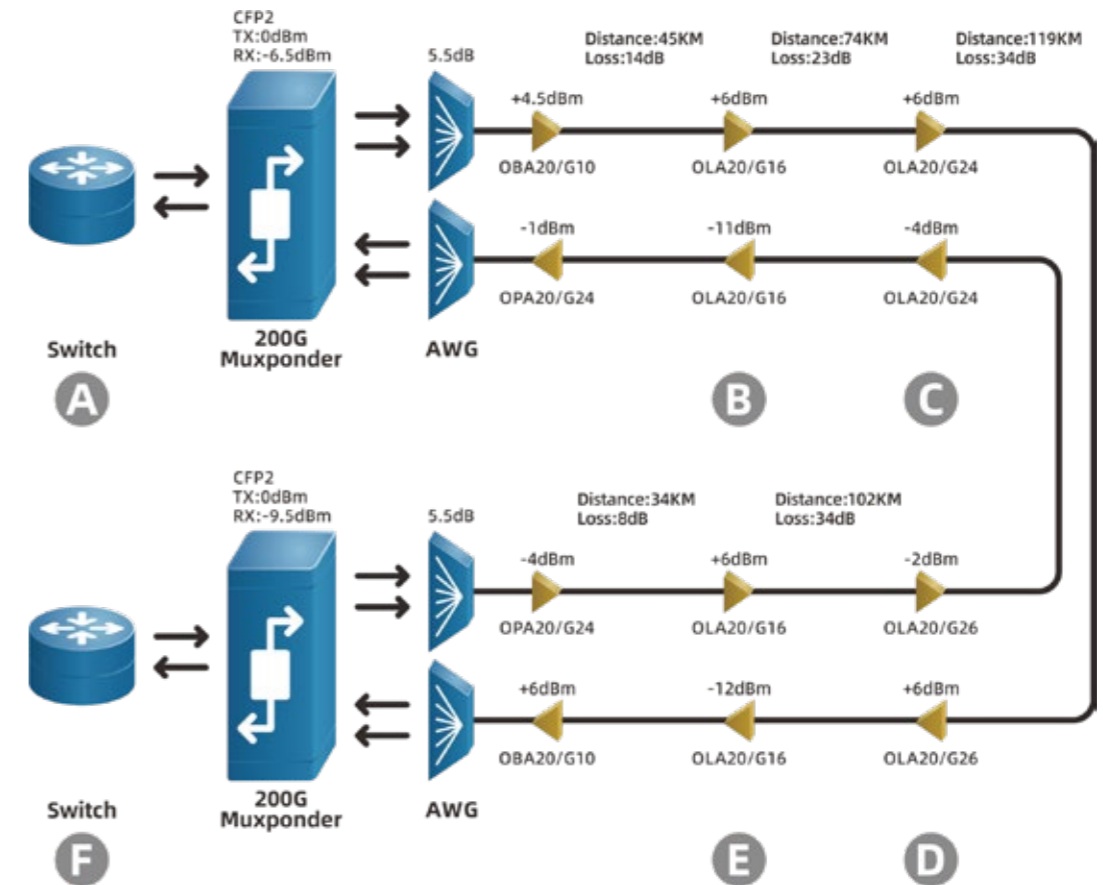 CFP2
TX:0dBm
RX:-6.5dBm
5.5dB
Distance:45KM
Loss:14dB
Distance:74KM
Loss:23dB
Distance:119KM
Loss:34dB
+4.5dBm
+6dBm
+6dBm
OBA20/G10
OLA20/G16
OLA20/G24
-1dBm
-11dBm
-4dBm
OPA20/G24
OLA20/G16
OLA20/G24
Switch
200G
Muxponder
AWG
A
B
C
CFP2
TX:0dBm
RX:-9.5dBm
5.5dB
Distance:34KM
Loss:8dB
Distance:102KM
Loss:34dB
-4dBm
+6dBm
-2dBm
OPA20/G24
OLA20/G16
OLA20/G26
+6dBm
-12dBm
+6dBm
OBA20/G10
OLA20/G16
OLA20/G26
Switch
200G
Muxponder
AWG
F
E
D